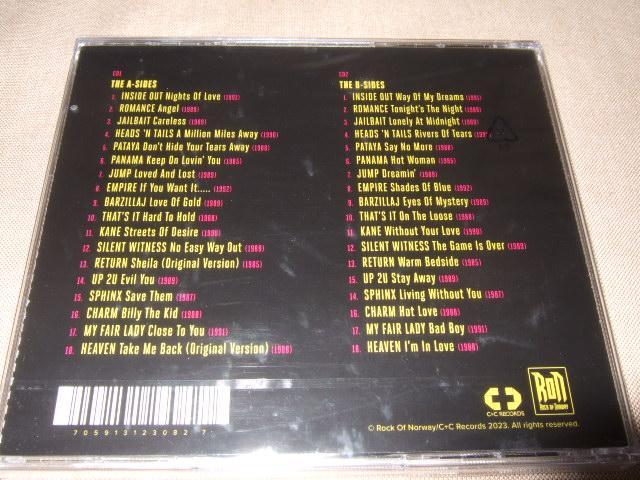 CD1
THE A-SIDES
1. INSIDE OUT Nights Of Love (1991)
2. ROMANCE Angel (1989)
3. JAILBAIT Careless (1989)
4. HEADS 'N TAILS A Million Miles Away (1990)
5. PATAYA Don't Hide Your Tears Away (1988)
6. PANAMA Keep On Lovin' You (1985)
7. JUMP Loved And Lost (1989)
8. EMPIRE If You Want It..... (1992)
9. BARZILLAJ Love Of Gold (1989)
10. THAT'S IT Hard To Hold (1988)
11. KANE Streets Of Desire (1990)
12. SILENT WITNESS No Easy Way Out (1989)
13. RETURN Sheila (Original Version) (1985)
14. UP 2U Evil You (1989)
15. SPHINX Save Them (1987)
16. CHARM Billy The Kid (1988)
17. MY FAIR LADY Close To You (1991)
18. HEAVEN Take Me Back (Original Version) (1988)
CD2
THE B-SIDES
1. INSIDE OUT Way Of My Dreams (1991)
2. ROMANCE Tonight's The Night (1989)
3. JAILBAIT Lonely At Midnight (1989)
4. HEADS 'N TAILS Rivers Of Tears
5. PATAYA Say No More (1988)
6. PANAMA Hot Woman (1985)
7. JUMP Dreamin' (1989)
8. EMPIRE Shades Of Blue (1992)
9. BARZILLAJ Eyes Of Mystery (1989)
10. THAT'S IT On The Loose (1988)
11. KANE Without Your Love (1990)
12. SILENT WITNESS The Game Is Over (1989)
13. RETURN Warm Bedside (1985)
15. UP 2U Stay Away (1989)
14. SPHINX Living Without You (1987)
16. CHARM Hot Love (1988)
17. MY FAIR LADY Bad Boy (1991)
18. HEAVEN I'm In Love (1988)
7 059131 230827
C+C RECORDS
RON
ROCK OF NORWAY
© Rock Of Norway/C+C Records 2023. All rights reserved.